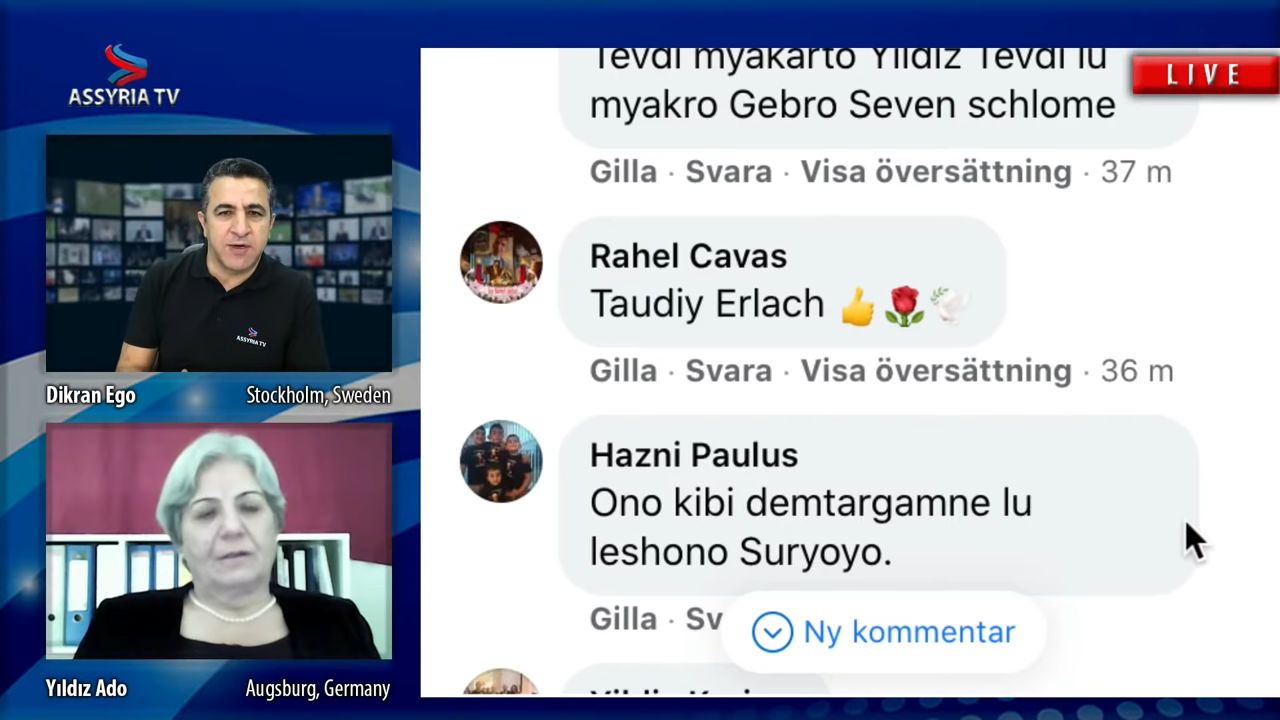 ASSYRIA TV
LIVE
Tevdi myakarto Yildiz Tevdi lu
myakro Gebro Seven schlome
Gilla · Svara · Visa översättning · 37 m
Rahel Cavas
Taudiy Erlach 👍🌹🕊
Gilla · Svara · Visa översättning · 36 m
Hazni Paulus
Ono kibi demtargamne lu
leshono Suryoyo.
Gilla · Sv
Ny kommentar
ASSYRIA TV
Dikran Ego
Stockholm, Sweden
Yıldız Ado
Augsburg, Germany